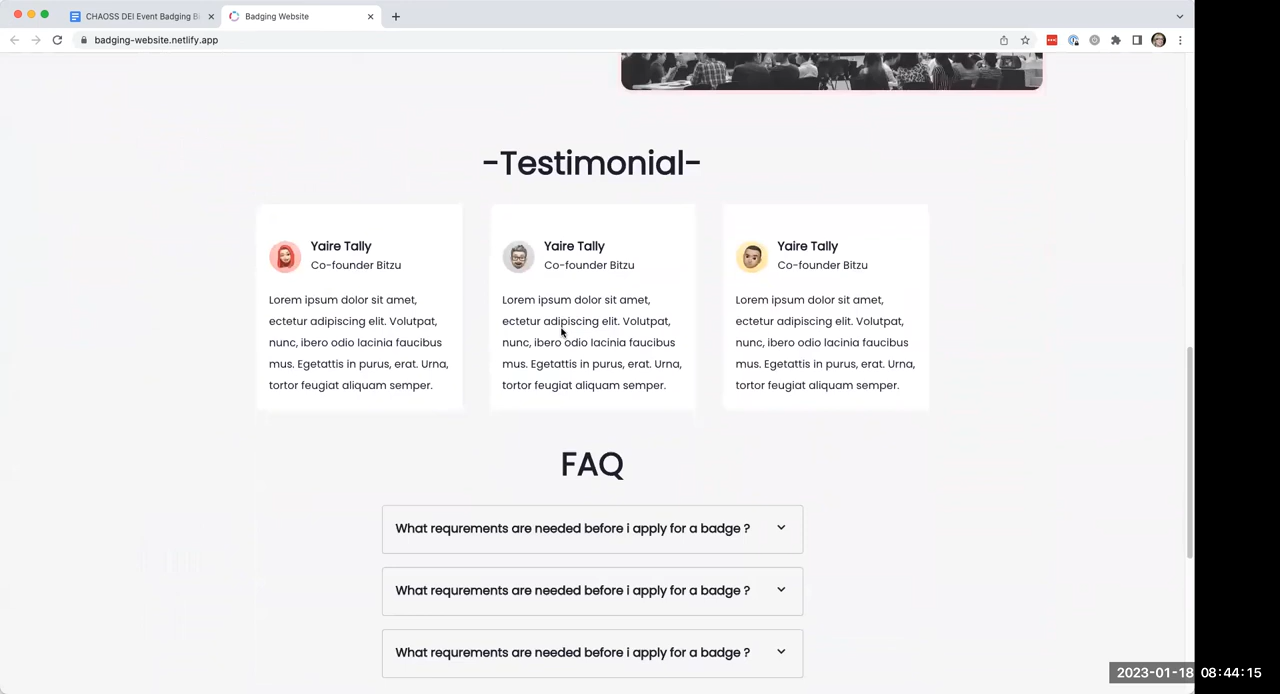 CHAOSS DEI Event Badging Bi
Badging Website
badging-website.netlify.app
-Testimonial-
Yaire Tally
Co-founder Bitzu
Lorem ipsum dolor sit amet,
ectetur adipiscing elit. Volutpat,
nunc, ibero odio lacinia faucibus
mus. Egetattis in purus, erat. Urna,
tortor feugiat aliquam semper.
Yaire Tally
Co-founder Bitzu
Lorem ipsum dolor sit amet,
ectetur adipiscing elit. Volutpat,
nunc, ibero odio lacinia faucibus
mus. Egetattis in purus, erat. Urna,
tortor feugiat aliquam semper.
Yaire Tally
Co-founder Bitzu
Lorem ipsum dolor sit amet,
ectetur adipiscing elit. Volutpat,
nunc, ibero odio lacinia faucibus
mus. Egetattis in purus, erat. Urna,
tortor feugiat aliquam semper.
FAQ
What requrements are needed before i apply for a badge ?
What requrements are needed before i apply for a badge ?
What requrements are needed before i apply for a badge ?
2023-01-18 08:44:15